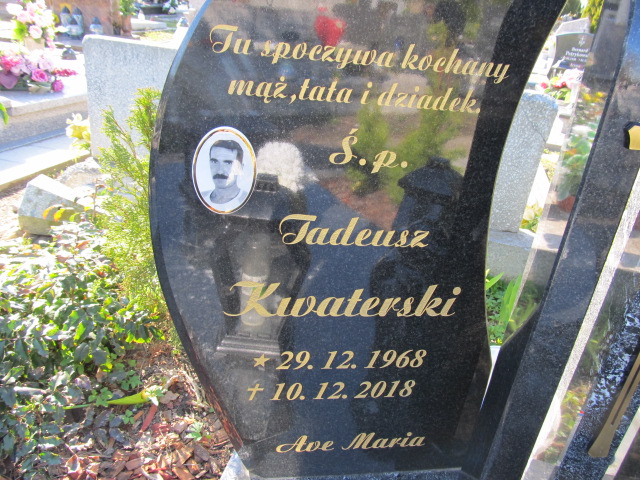 Tu spoczywa kochany
mąż, tata i dziadek
Ś.p.
Tadeusz
Kwaterski
★ 29. 12. 1968
✝ 10. 12. 2018
Ave Maria